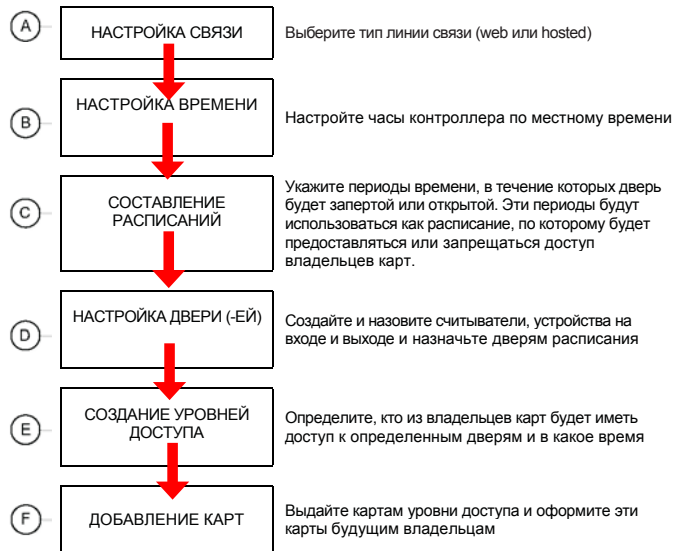 A
НАСТРОЙКА СВЯЗИ
Выберите тип линии связи (web или hosted)
B
НАСТРОЙКА ВРЕМЕНИ
Настройте часы контроллера по местному времени
C
СОСТАВЛЕНИЕ
РАСПИСАНИЙ
Укажите периоды времени, в течение которых дверь
будет запертой или открытой. Эти периоды будут
использоваться как расписание, по которому будет
предоставляться или запрещаться доступ
владельцев карт.
D
НАСТРОЙКА ДВЕРИ (-ЕЙ)
Создайте и назовите считыватели, устройства на
входе и выходе и назначьте дверям расписания
E
СОЗДАНИЕ УРОВНЕЙ
ДОСТУПА
Определите, кто из владельцев карт будет иметь
доступ к определенным дверям и в какое время
F
ДОБАВЛЕНИЕ КАРТ
Выдайте картам уровни доступа и оформите эти
карты будущим владельцам